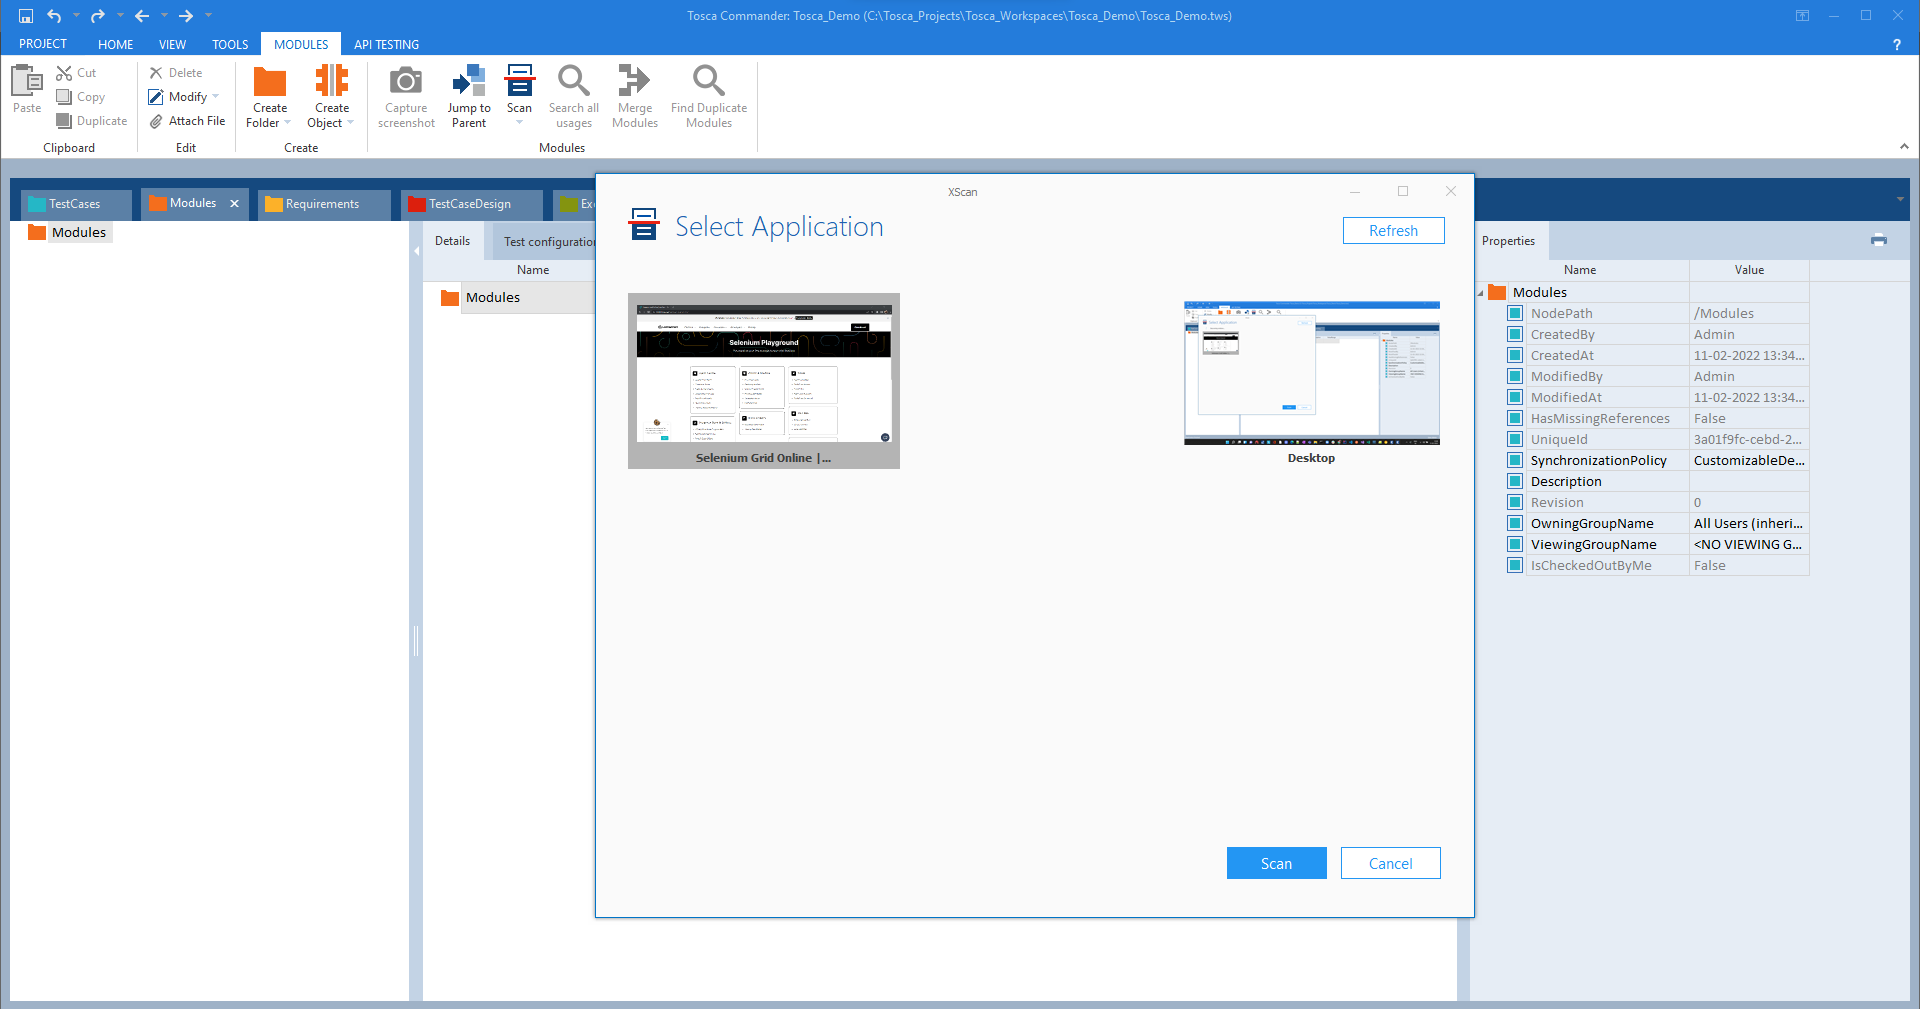 Tosca Commander: Tosca_Demo (C:\Tosca_Projects\Tosca_Workspaces\Tosca_Demo\Tosca_Demo.tws)
PROJECT HOME VIEW TOOLS MODULES API TESTING ?
Paste
Cut
Copy
Duplicate
Clipboard
Delete
Modify
Attach File
Edit
Create Folder
Create Object
Create
Capture screenshot
Jump to Parent
Scan
Search all usages
Merge Modules
Find Duplicate Modules
Modules
TestCases
Modules
Requirements
TestCaseDesign
Modules
Details
Name
Modules
XScan
Select Application
Refresh
Selenium Playground
Selenium Grid Online |...
Desktop
Scan
Cancel
Properties
Name Value
Modules
NodePath /Modules
CreatedBy Admin
CreatedAt 11-02-2022 13:34...
ModifiedBy Admin
ModifiedAt 11-02-2022 13:34...
HasMissingReferences False
UniqueId 3a01f9fc-cebd-2...
SynchronizationPolicy CustomizableDe...
Description
Revision 0
OwningGroupName All Users (inheri...
ViewingGroupName <NO VIEWING G...
IsCheckedOutByMe False